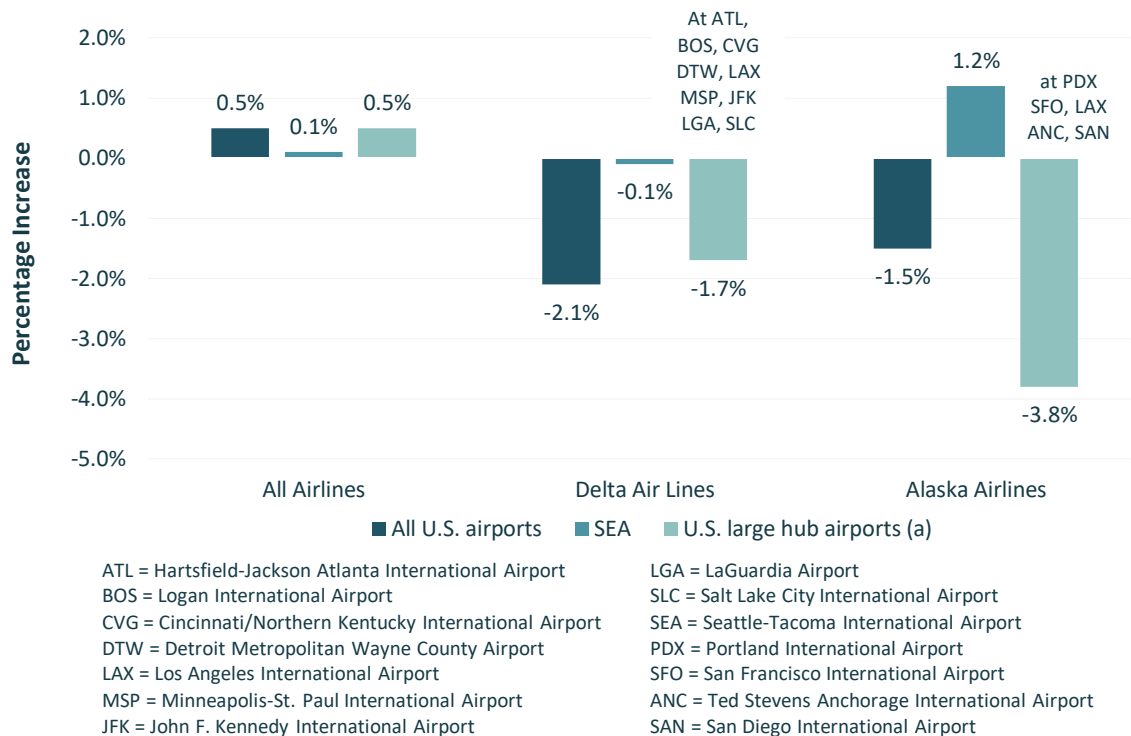 At ATL,
BOS, CVG
DTW, LAX
MSP, JFK
LGA, SLC
at PDX
SFO, LAX
ANC, SAN
Percentage Increase
2.0%
1.0%
0.0%
-1.0%
-2.0%
-3.0%
-4.0%
-5.0%
0.5%
0.1%
0.5%
-2.1%
-0.1%
-1.7%
-1.5%
1.2%
-3.8%
All Airlines
Delta Air Lines
Alaska Airlines
All U.S. airports
SEA
U.S. large hub airports (a)
ATL = Hartsfield-Jackson Atlanta International Airport
BOS = Logan International Airport
CVG = Cincinnati/Northern Kentucky International Airport
DTW = Detroit Metropolitan Wayne County Airport
LAX = Los Angeles International Airport
MSP = Minneapolis-St. Paul International Airport
JFK = John F. Kennedy International Airport
LGA = LaGuardia Airport
SLC = Salt Lake City International Airport
SEA = Seattle-Tacoma International Airport
PDX = Portland International Airport
SFO = San Francisco International Airport
ANC = Ted Stevens Anchorage International Airport
SAN = San Diego International Airport